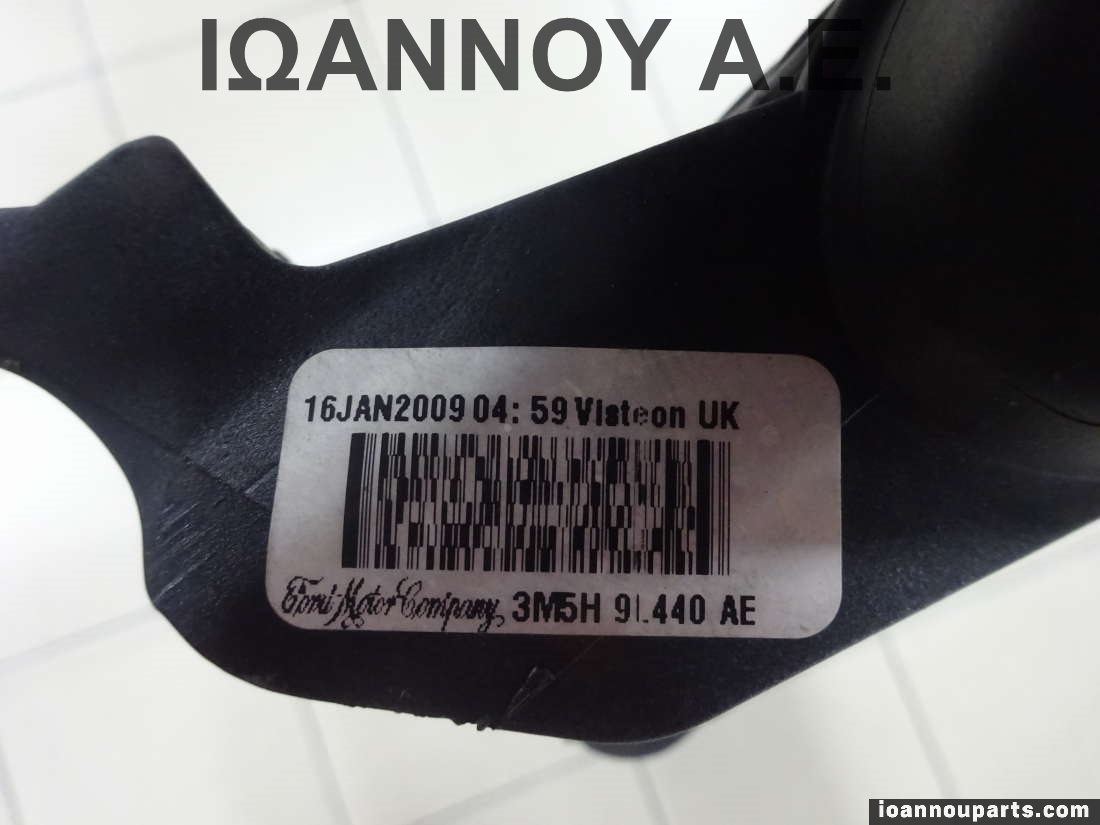 ΙΩΑΝΝΟΥ Α.Ε.
16JAN2009 04:59 Visteon UK
Ford Motor Company 3M5H 9L440 AE
ioannouparts.com